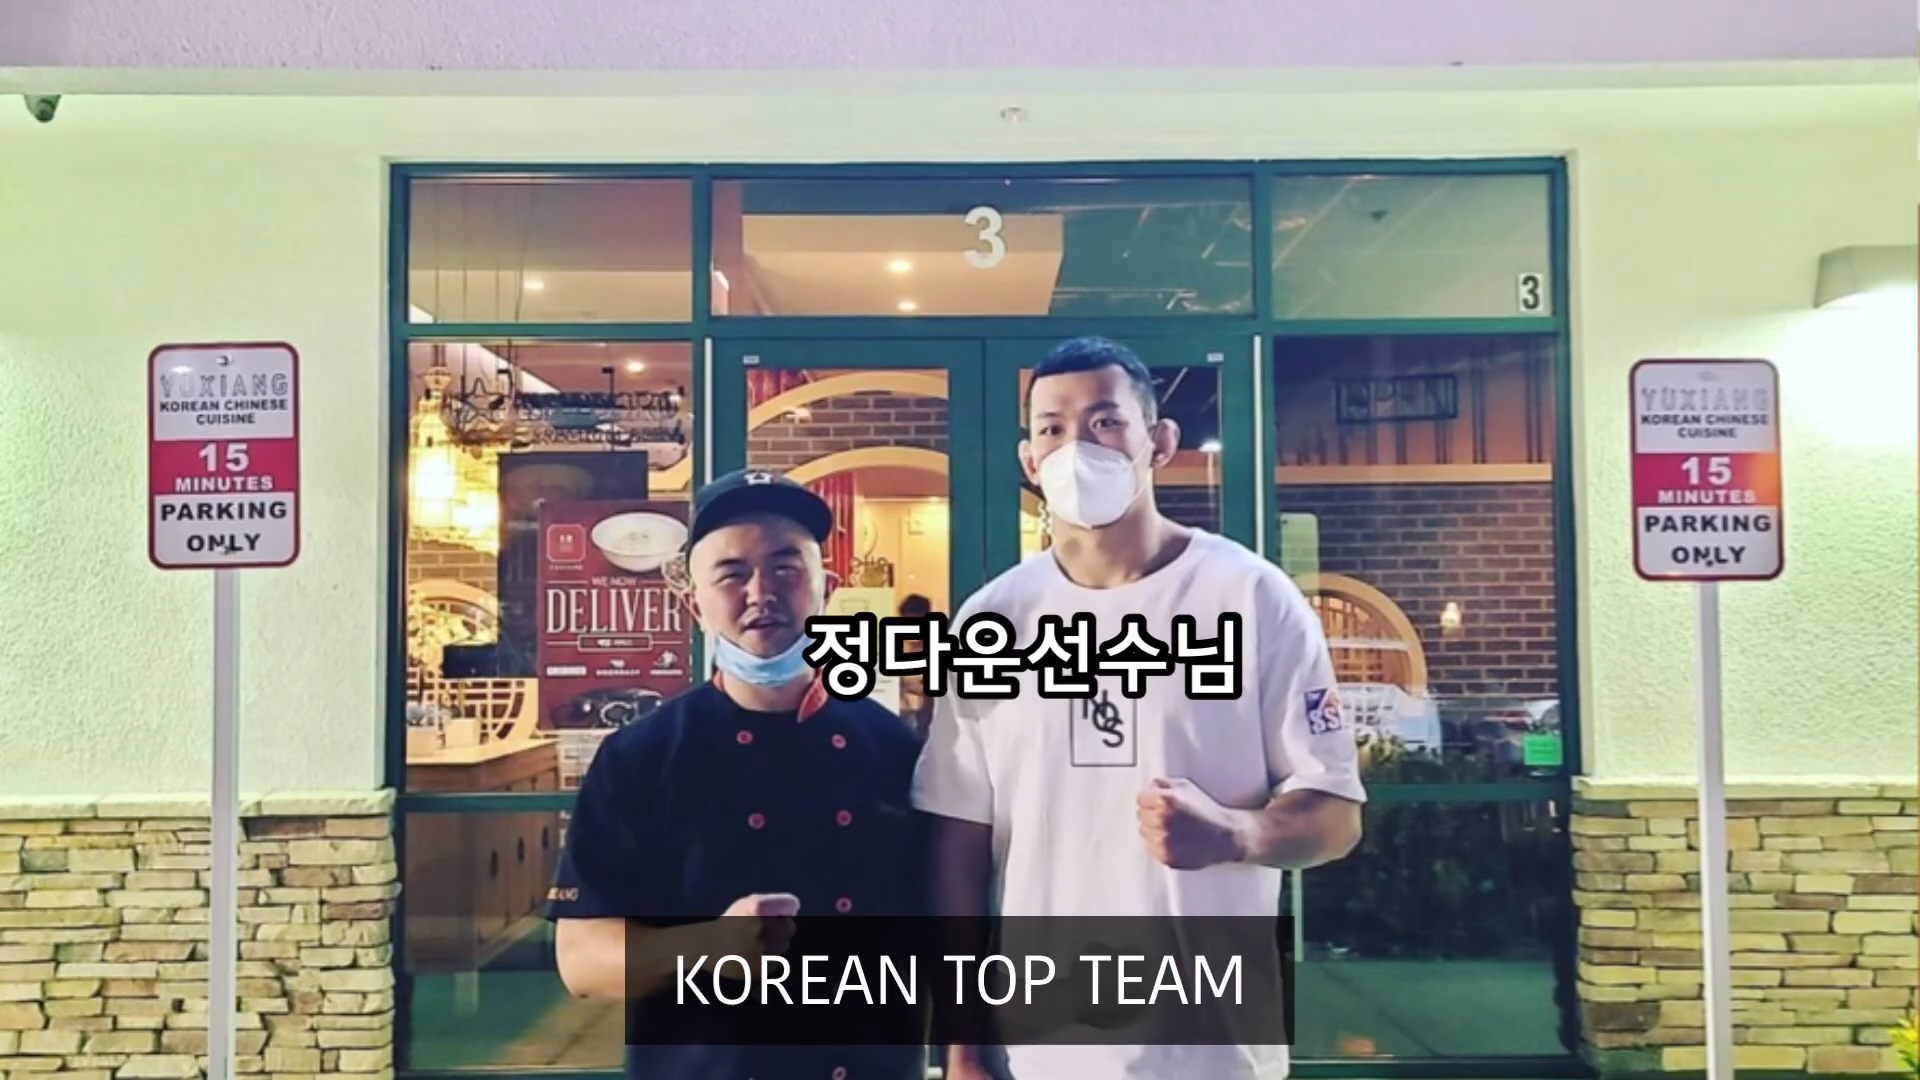 3
3
YUXIANG
KOREAN CHINESE
CUISINE
15
MINUTES
PARKING
ONLY
WE NOW
DELIVER
OPEN
YUXIANG
KOREAN CHINESE
CUISINE
15
MINUTES
PARKING
ONLY
정다운선수님
KOREAN TOP TEAM